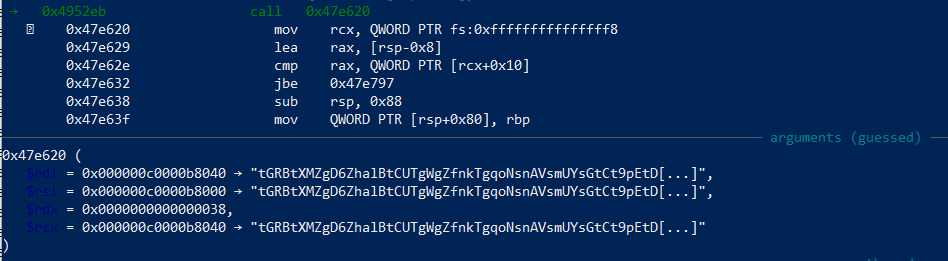 → 0x4952eb call 0x47e620
0x47e620 mov rcx, QWORD PTR fs:0xfffffffffffffff8
0x47e629 lea rax, [rsp-0x8]
0x47e62e cmp rax, QWORD PTR [rcx+0x10]
0x47e632 jbe 0x47e797
0x47e638 sub rsp, 0x88
0x47e63f mov QWORD PTR [rsp+0x80], rbp
arguments (guessed)
0x47e620 (
$rdi = 0x000000c0000b8040 → "tGRBtXMZgD6ZhalBtCUTgWgZfnkTgqoNsnAVsmUYsGtCt9pEtD[...]",
$rsi = 0x000000c0000b8000 → "tGRBtXMZgD6ZhalBtCUTgWgZfnkTgqoNsnAVsmUYsGtCt9pEtD[...]",
$rdx = 0x0000000000000038,
$rcx = 0x000000c0000b8040 → "tGRBtXMZgD6ZhalBtCUTgWgZfnkTgqoNsnAVsmUYsGtCt9pEtD[...]"
)